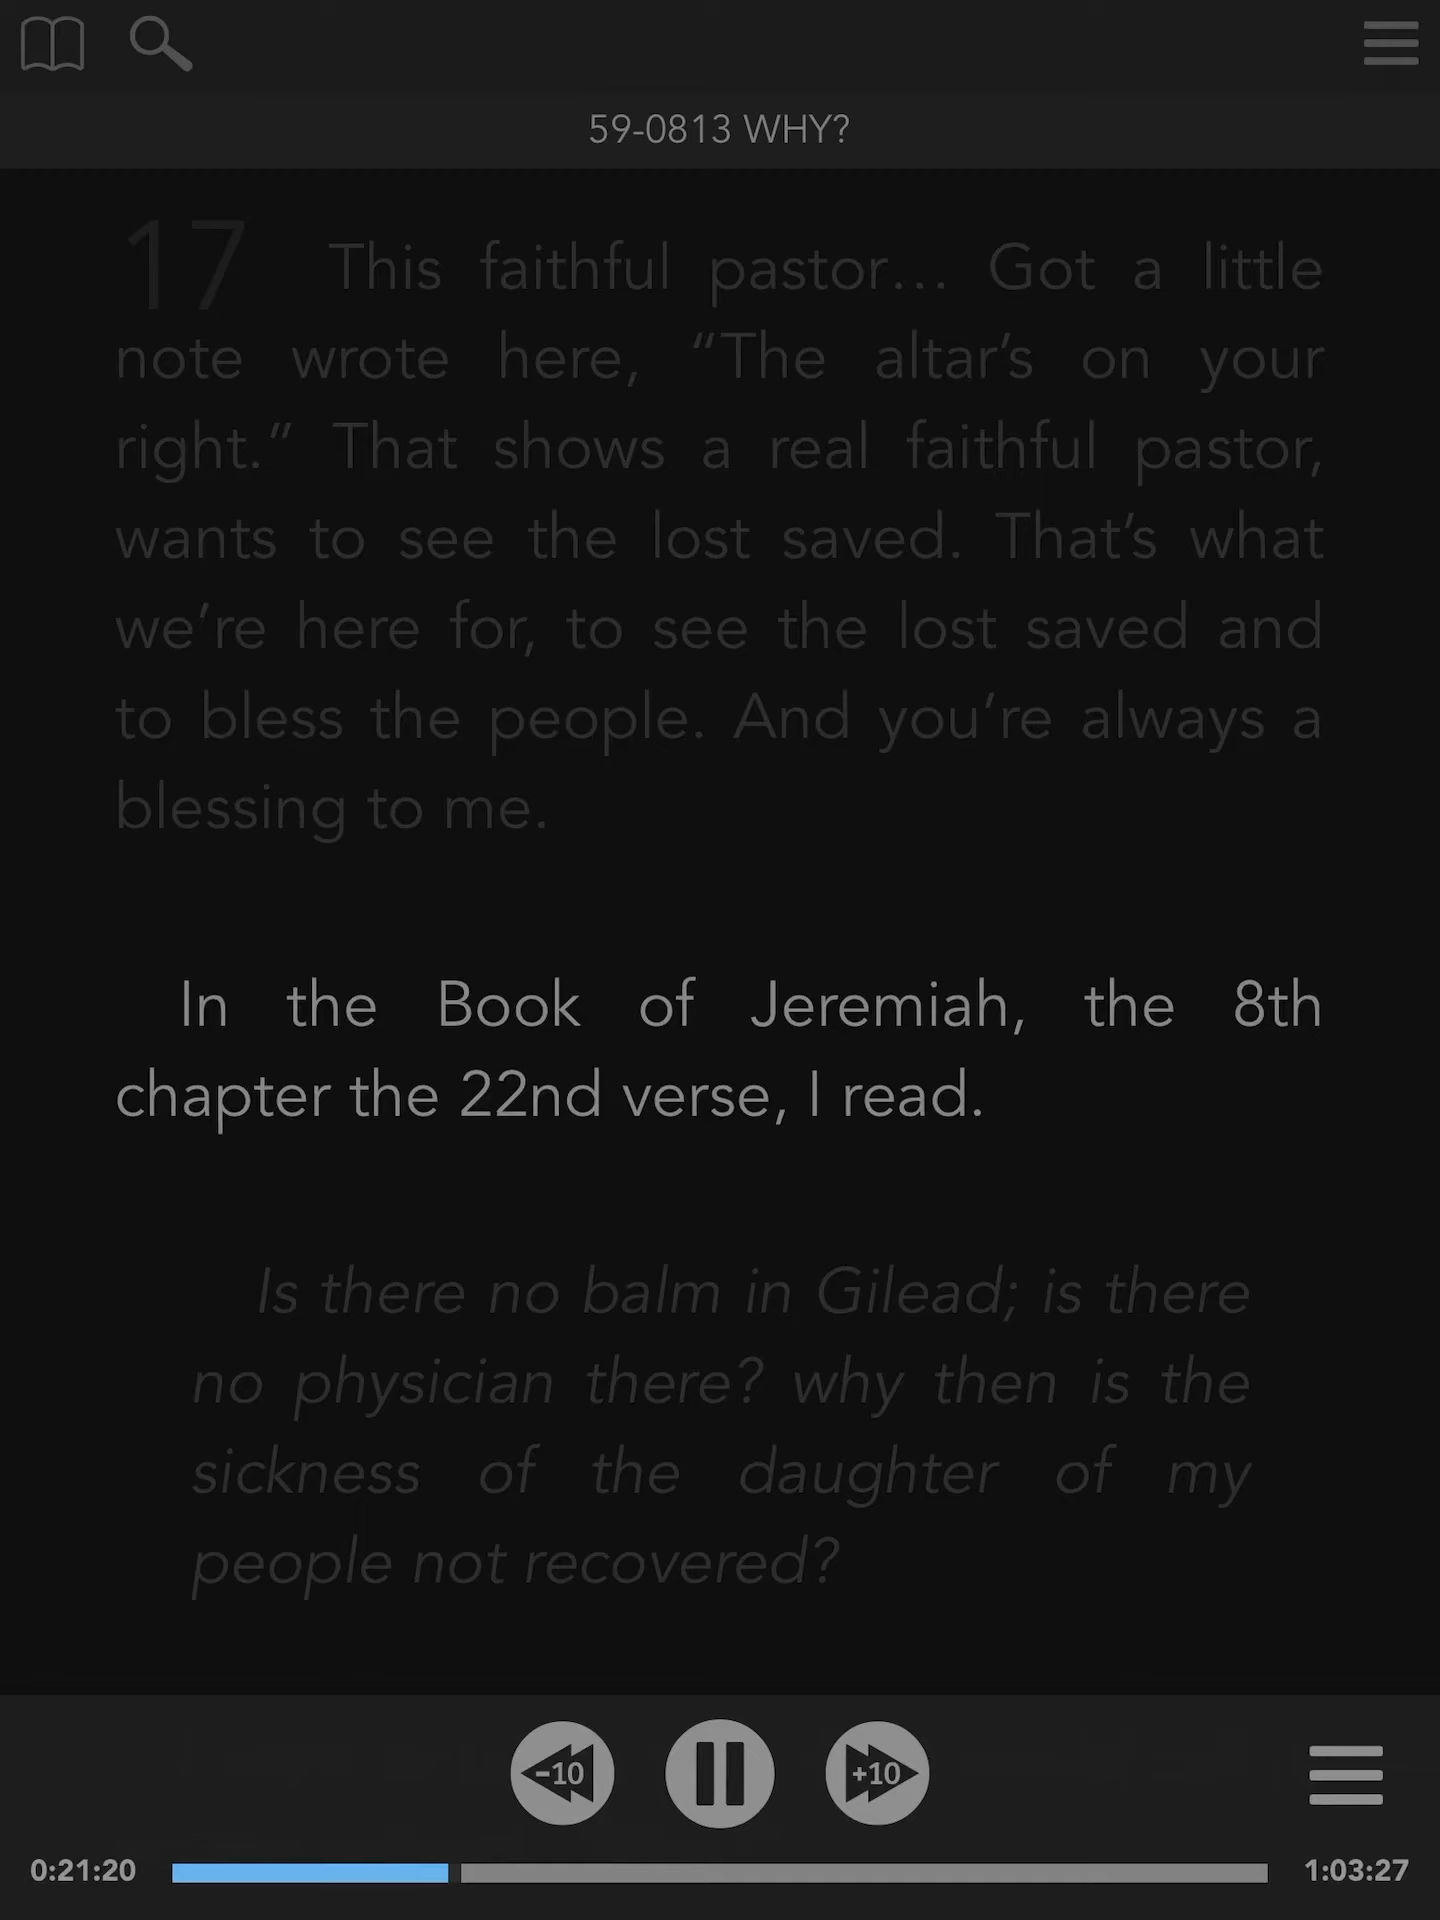 59-0813 WHY?
17 This faithful pastor… Got a little
note wrote here, “The altar’s on your
right.” That shows a real faithful pastor,
wants to see the lost saved. That’s what
we’re here for, to see the lost saved and
to bless the people. And you’re always a
blessing to me.
In the Book of Jeremiah, the 8th
chapter the 22nd verse, I read.
Is there no balm in Gilead; is there
no physician there? why then is the
sickness of the daughter of my
people not recovered?
-10 +10
0:21:20 1:03:27